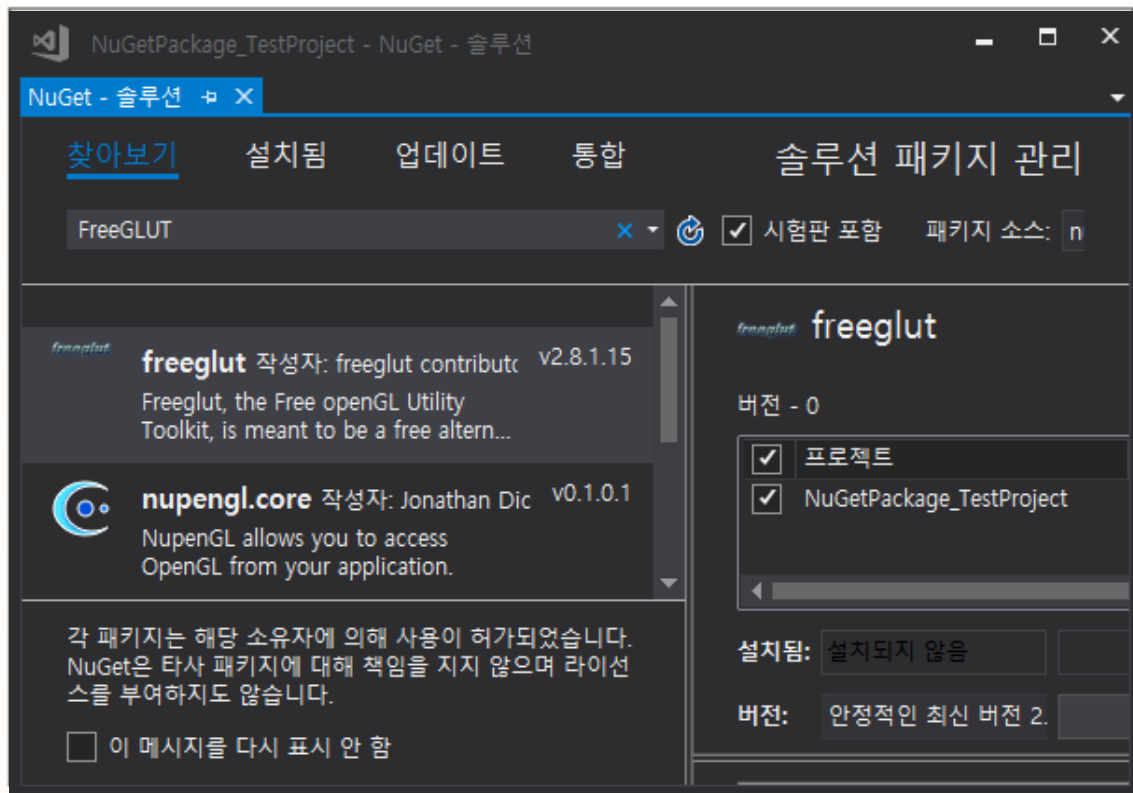 NuGetPackage_TestProject - NuGet - 솔루션
NuGet - 솔루션
찾아보기 설치됨 업데이트 통합 솔루션 패키지 관리
FreeGLUT 시험판 포함 패키지 소스: n
freeglut
freeglut 작성자: freeglut contributo v2.8.1.15
Freeglut, the Free openGL Utility
Toolkit, is meant to be a free altern...
nupengl.core 작성자: Jonathan Dic v0.1.0.1
NupenGL allows you to access
OpenGL from your application.
각 패키지는 해당 소유자에 의해 사용이 허가되었습니다.
NuGet은 타사 패키지에 대해 책임을 지지 않으며 라이선
스를 부여하지도 않습니다.
이 메시지를 다시 표시 안 함
freeglut freeglut
버전 - 0
프로젝트
NuGetPackage_TestProject
설치됨: 설치되지 않음
버전: 안정적인 최신 버전 2.